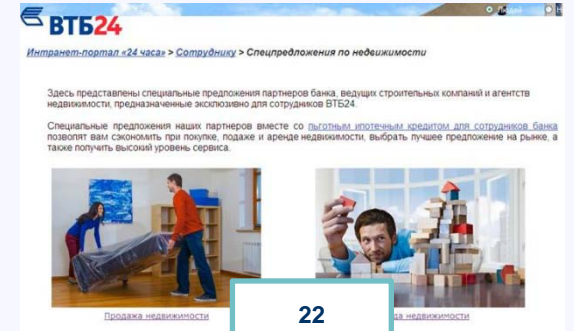 ВТБ24
Интранет-портал «24 часа» > Сотруднику > Спецпредложения по недвижимости
Здесь представлены специальные предложения партнеров банка, ведущих строительных компаний и агентств
недвижимости, предназначенные эксклюзивно для сотрудников ВТБ24.
Специальные предложения наших партнеров вместе со льготным ипотечным кредитом для сотрудников банка
позволят вам сэкономить при покупке, подаже и аренде недвижимости, выбрать лучшее предложение на рынке, а
также получить высокий уровень сервиса.
Продажа недвижимости
недвижимости
22